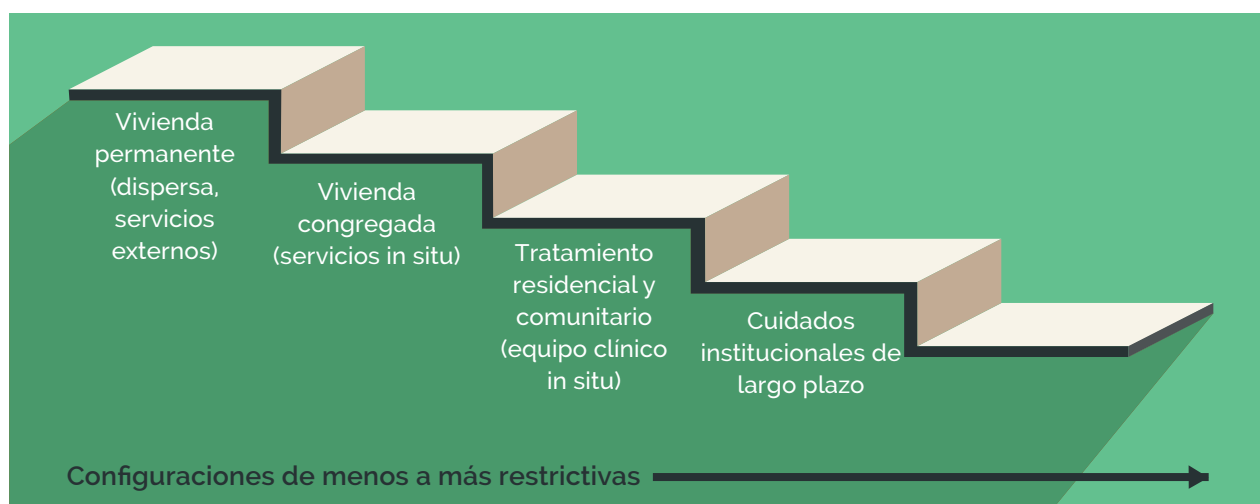 Vivienda
permanente
(dispersa,
servicios
externos)
Vivienda
congregada
(servicios in situ)
Tratamiento
residencial y
comunitario
(equipo clínico
in situ)
Cuidados
institucionales de
largo plazo
Configuraciones de menos a más restrictivas